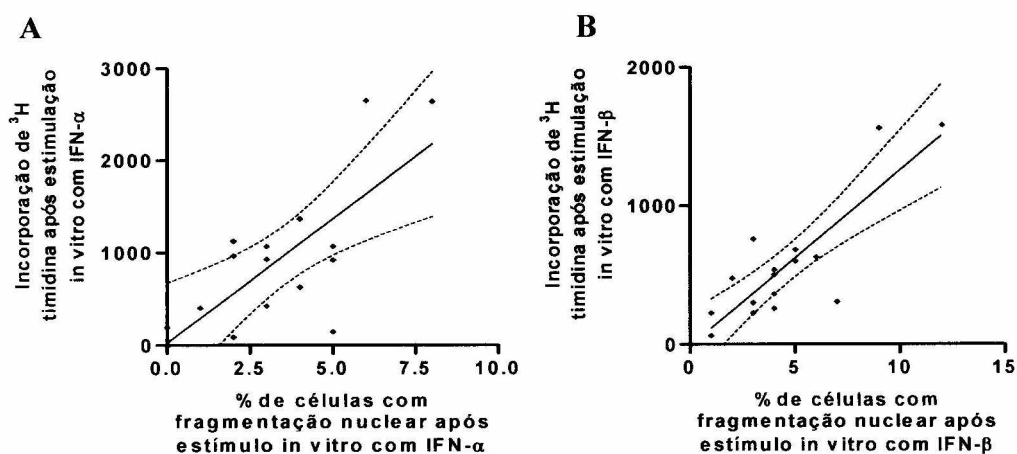 A
Incorporação de ³H
timidina após estimulação
in vitro com IFN-α
3000
2000
1000
0
0.0
2.5
5.0
7.5
10.0
% de células com
fragmentação nuclear após
estímulo in vitro com IFN-α
B
Incorporação de ³H
timidina após estimulação
in vitro com IFN-β
2000
1000
0
0
5
10
15
% de células com
fragmentação nuclear após
estímulo in vitro com IFN-β